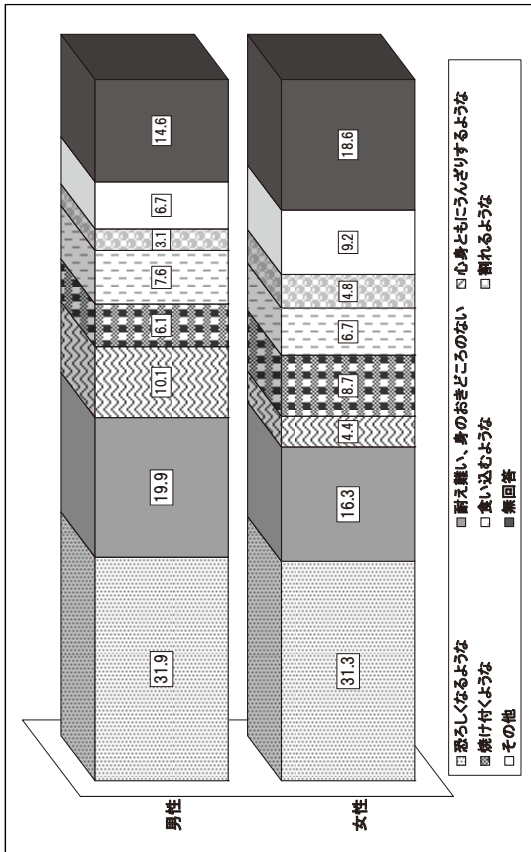 男性
31.9
19.9
10.1
6.1
7.6
3.1
6.7
14.6
女性
31.3
16.3
4.4
8.7
6.7
4.8
9.2
18.6
恐ろしくなるような
耐え難い、身のおきどころのない
心身ともにうんざりするような
焼け付くような
食い込むような
割れるような
その他
無回答